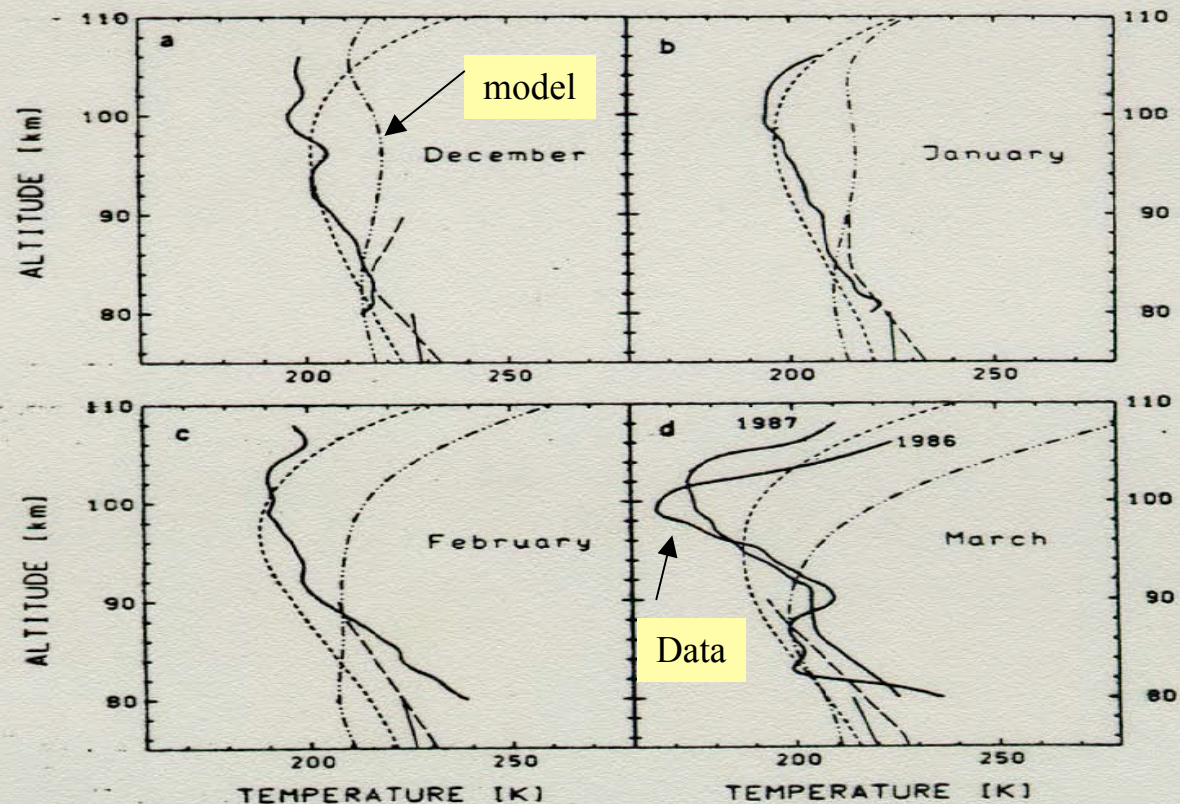 110
a
model
100
December
90
80
200
250
ALTITUDE [km]
b
110
100
January
90
80
200
250
110
c
100
February
90
80
200
250
ALTITUDE [km]
TEMPERATURE [K]
d
1987
1986
110
100
March
Data
90
80
200
250
TEMPERATURE [K]